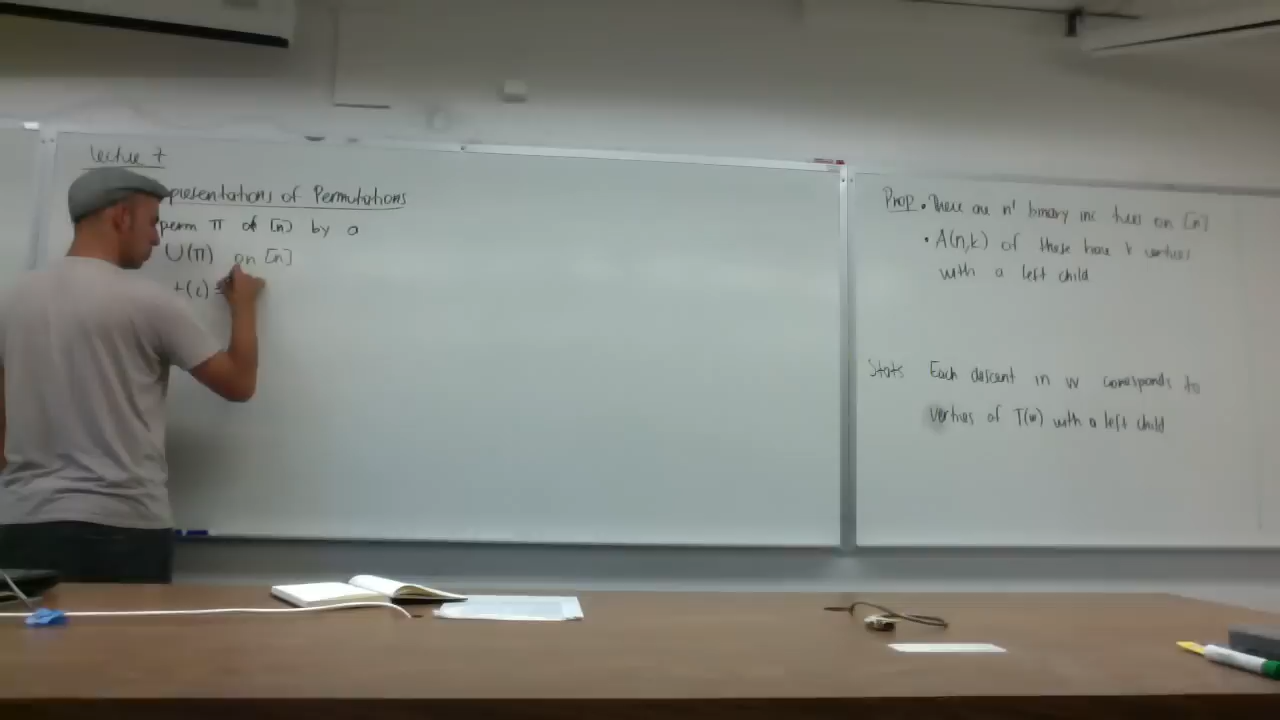 Lecture 7
presentations of Permutations
perm π of [n] by a
U(π) on [n]
Prop • There are n! binary inc trees on [n]
• A(n,k) of these have k vertices
with a left child
Stats Each descent in w corresponds to
vertices of T(w) with a left child